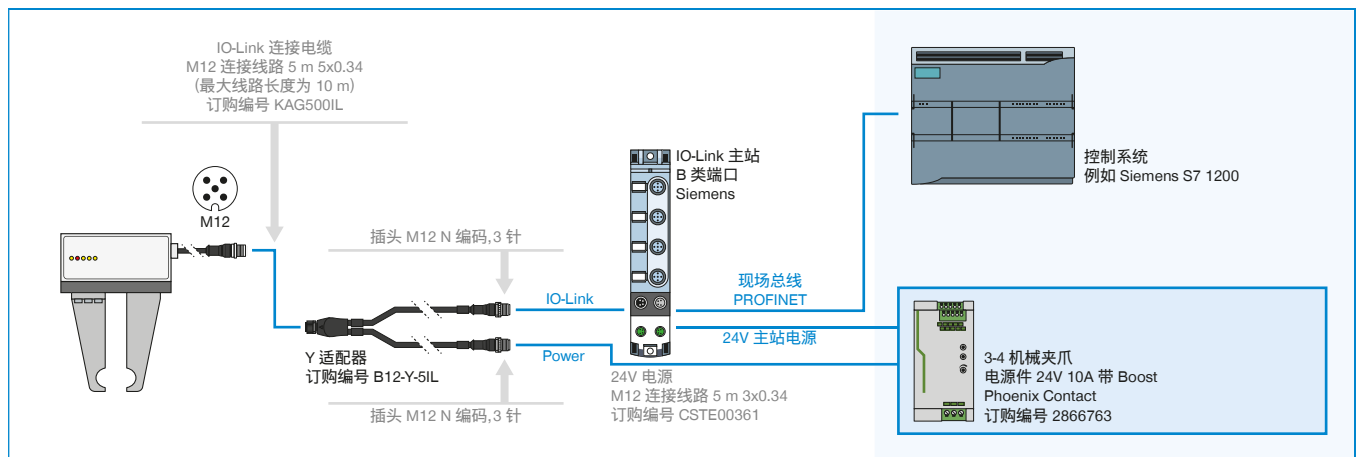 IO-Link 连接电缆
M12 连接线路 5 m 5x0.34
(最大线路长度为 10 m)
订购编号 KAG500IL
M12
插头 M12 N 编码,3 针
IO-Link
Y 适配器
订购编号 B12-Y-5IL
Power
插头 M12 N 编码,3 针
IO-Link 主站
B 类端口
Siemens
现场总线
PROFINET
24V 主站电源
24V 电源
M12 连接线路 5 m 3x0.34
订购编号 CSTE00361
控制系统
例如 Siemens S7 1200
3-4 机械夹爪
电源件 24V 10A 带 Boost
Phoenix Contact
订购编号 2866763